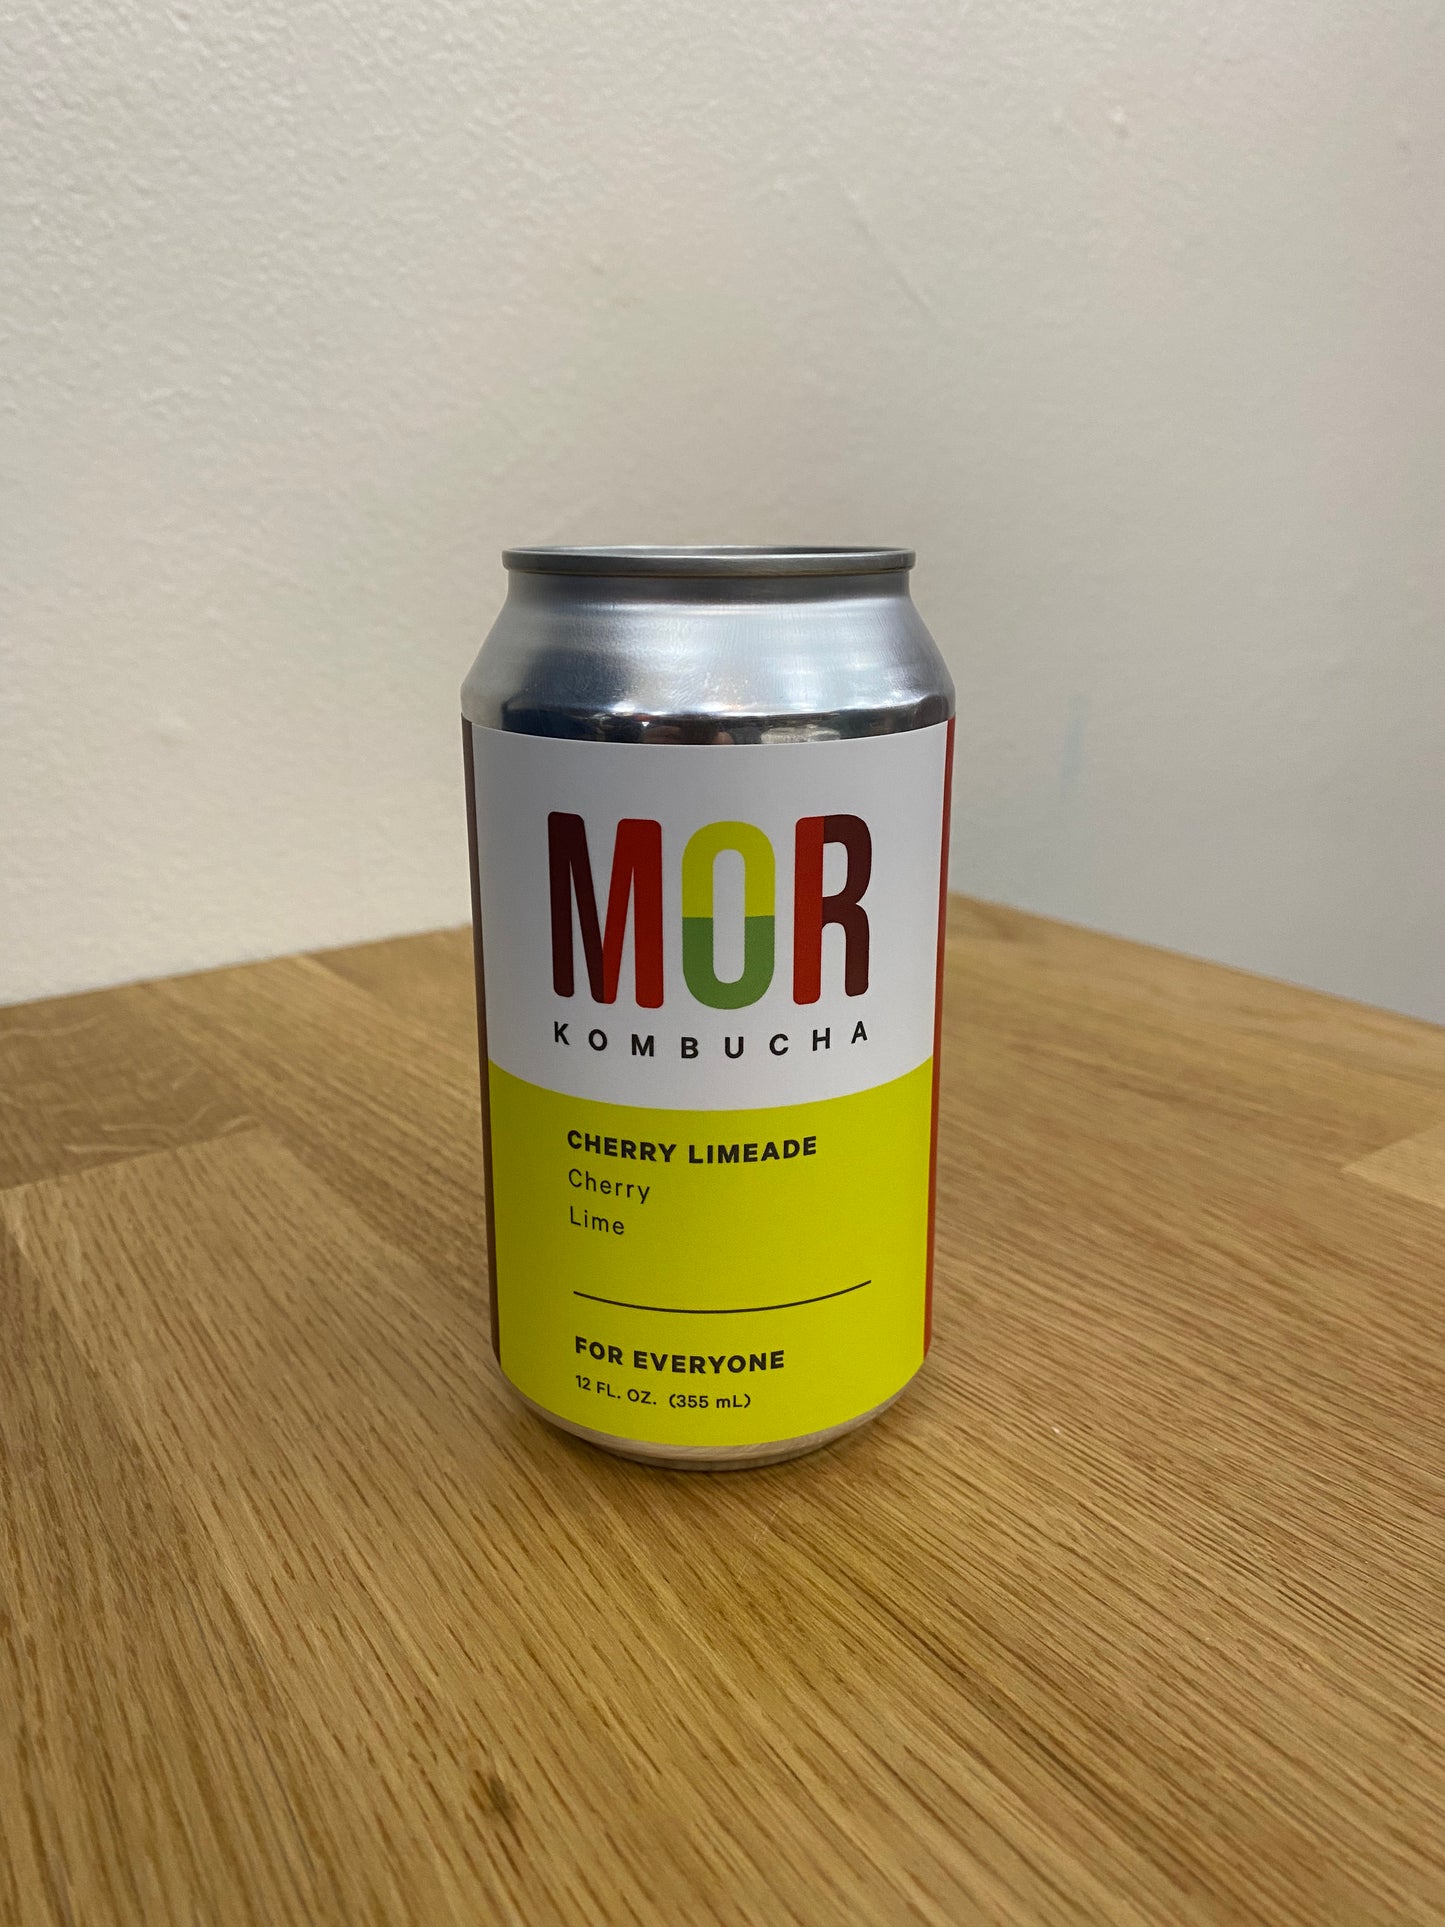 MOR
KOMBUCHA
CHERRY LIMEADE
Cherry
Lime
FOR EVERYONE
12 FL. OZ. (355 mL)